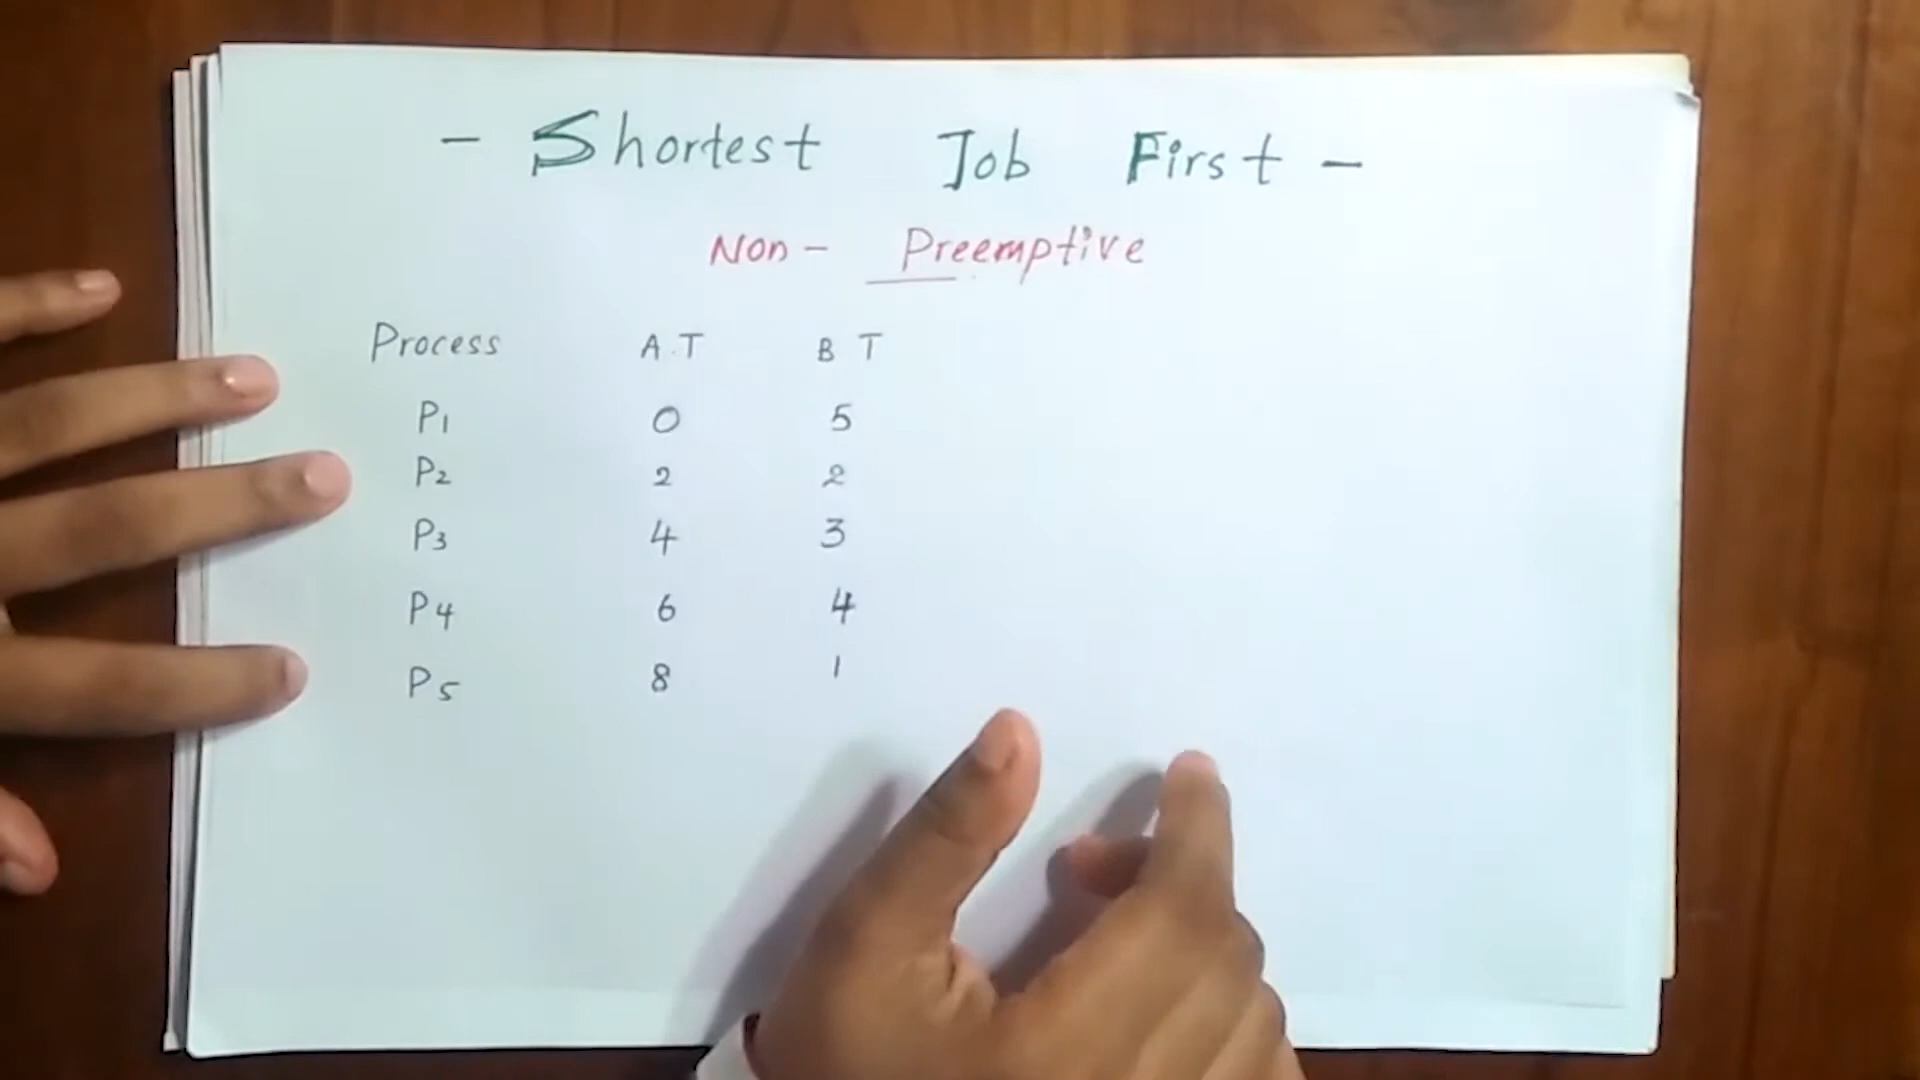 - Shortest Job First -
Non - Preemptive
Process A.T B T
P1 0 5
P2 2 2
P3 4 3
P4 6 4
P5 8 1